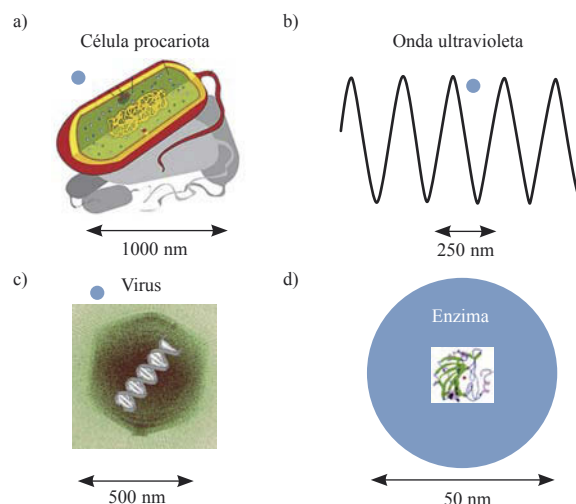 a)
Célula procariota
1000 nm
b)
Onda ultravioleta
250 nm
c)
Virus
500 nm
d)
Enzima
50 nm